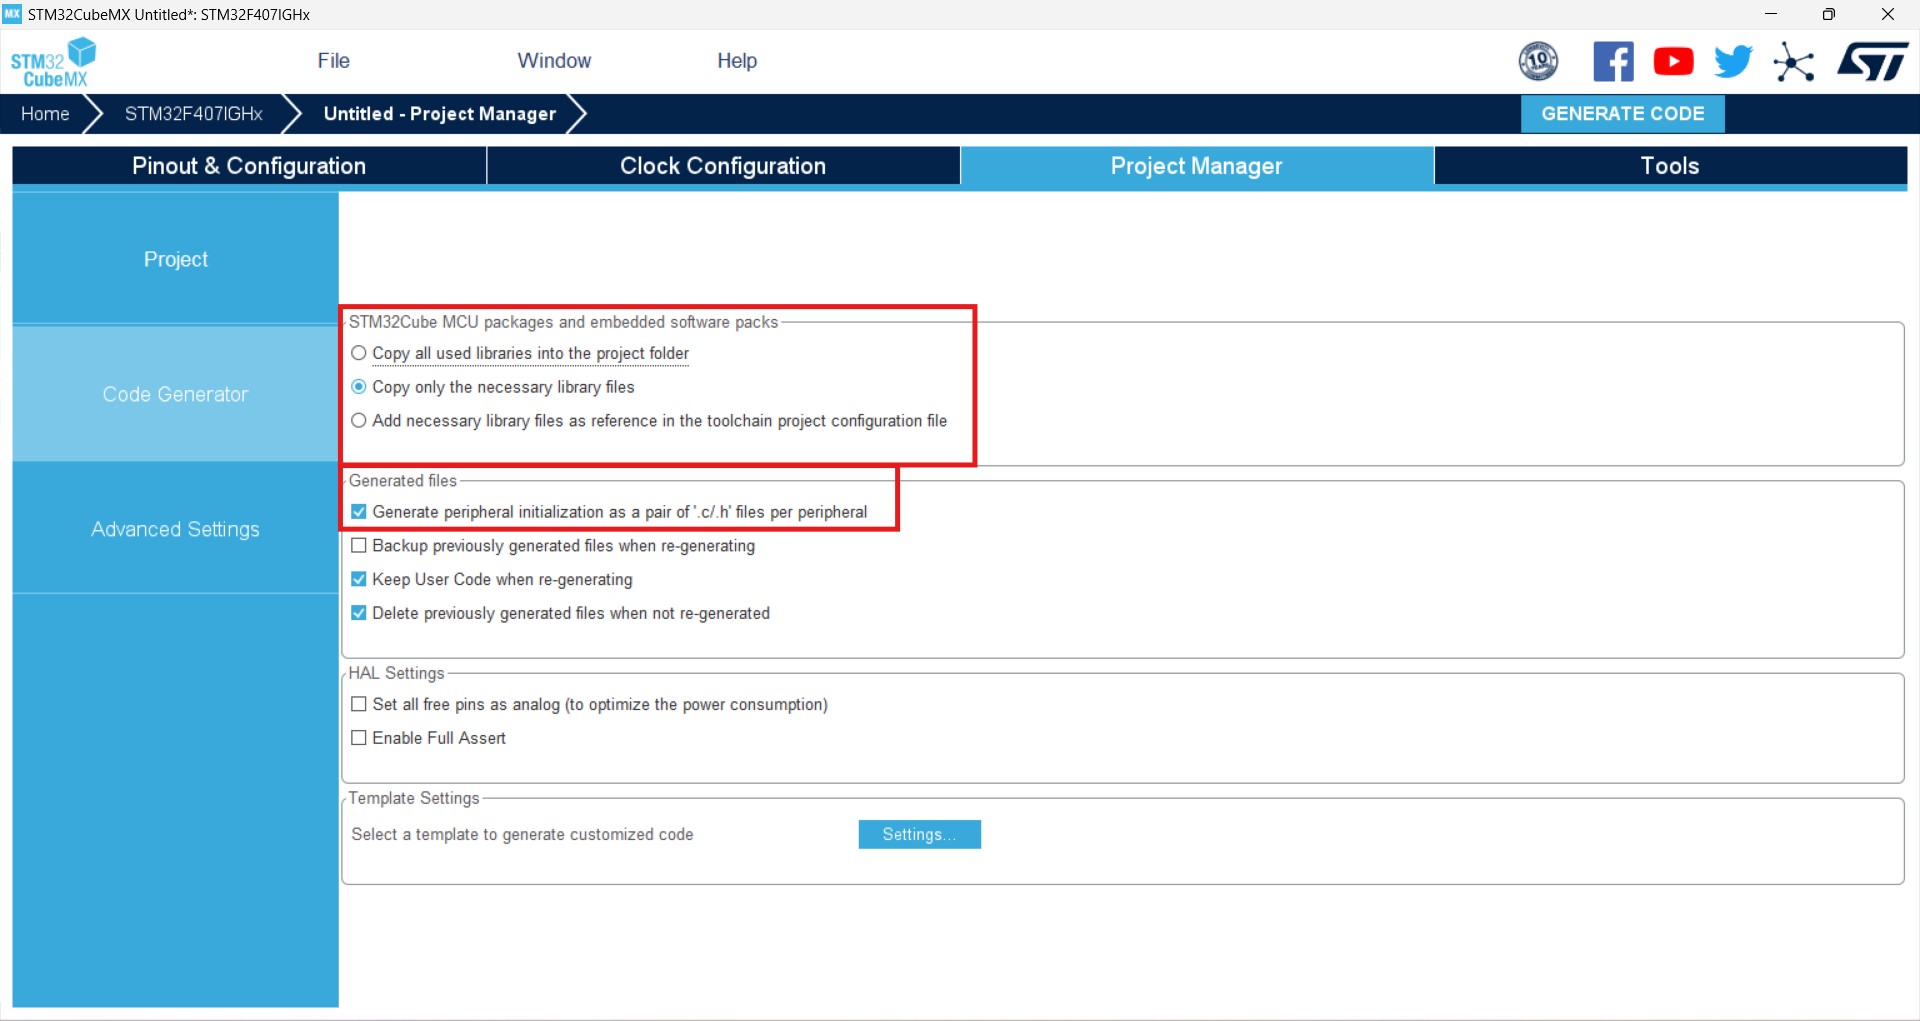 MX STM32CubeMX Untitled*: STM32F407IGHx
STM32
CubeMX
File
Window
Help
10
Home
STM32F407IGHx
Untitled - Project Manager
GENERATE CODE
Pinout & Configuration
Clock Configuration
Project Manager
Tools
Project
Code Generator
Advanced Settings
STM32Cube MCU packages and embedded software packs
Copy all used libraries into the project folder
Copy only the necessary library files
Add necessary library files as reference in the toolchain project configuration file
Generated files
Generate peripheral initialization as a pair of '.c/.h' files per peripheral
Backup previously generated files when re-generating
Keep User Code when re-generating
Delete previously generated files when not re-generated
HAL Settings
Set all free pins as analog (to optimize the power consumption)
Enable Full Assert
Template Settings
Select a template to generate customized code
Settings...